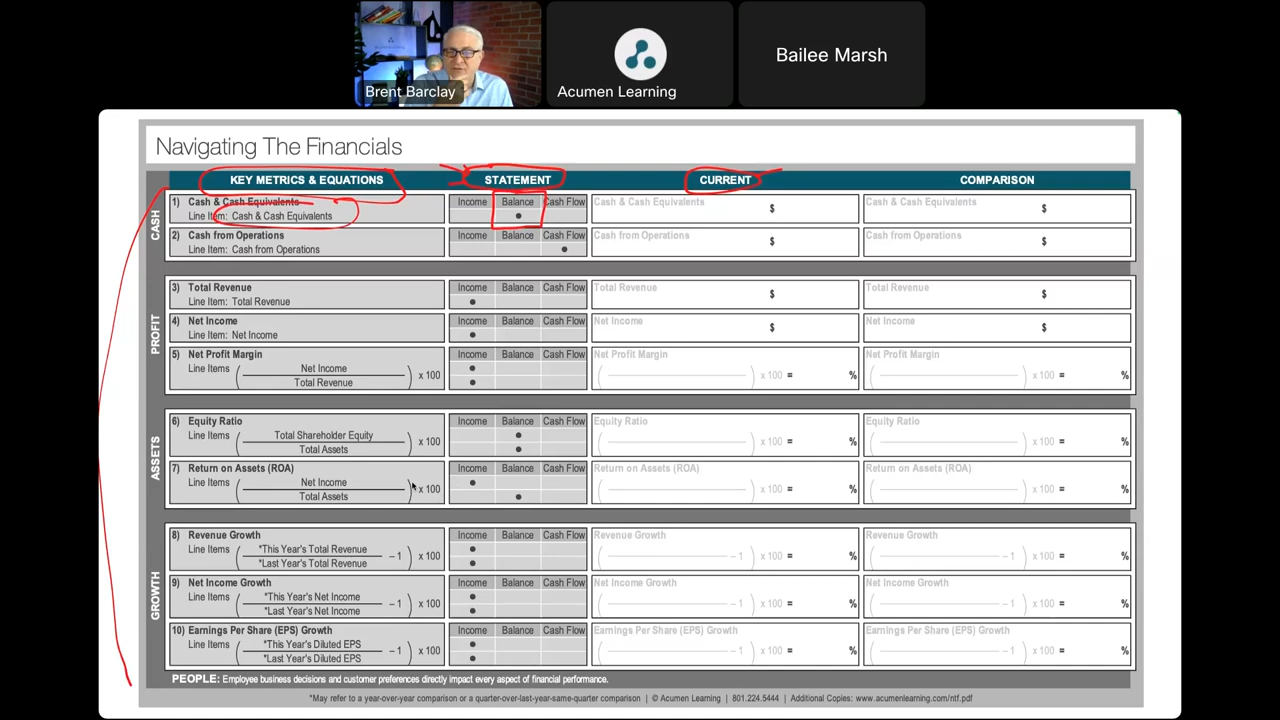 Brent Barclay
Acumen Learning
Bailee Marsh
Navigating The Financials
KEY METRICS & EQUATIONS STATEMENT CURRENT COMPARISON
CASH
1) Cash & Cash Equivalents Income Balance Cash Flow Cash & Cash Equivalents $ Cash & Cash Equivalents $
Line Item: Cash & Cash Equivalents •
2) Cash from Operations Income Balance Cash Flow Cash from Operations $ Cash from Operations $
Line Item: Cash from Operations •
PROFIT
3) Total Revenue Income Balance Cash Flow Total Revenue $ Total Revenue $
Line Item: Total Revenue •
4) Net Income Income Balance Cash Flow Net Income $ Net Income $
Line Item: Net Income •
5) Net Profit Margin Income Balance Cash Flow Net Profit Margin Net Profit Margin
Line Items ( Net Income •
Total Revenue ) x 100 • ( ) x 100 = % ( ) x 100 = %
ASSETS
6) Equity Ratio Income Balance Cash Flow Equity Ratio Equity Ratio
Line Items ( Total Shareholder Equity •
Total Assets ) x 100 • ( ) x 100 = % ( ) x 100 = %
7) Return on Assets (ROA) Income Balance Cash Flow Return on Assets (ROA) Return on Assets (ROA)
Line Items ( Net Income •
Total Assets ) x 100 • ( ) x 100 = % ( ) x 100 = %
GROWTH
8) Revenue Growth Income Balance Cash Flow Revenue Growth Revenue Growth
Line Items ( *This Year's Total Revenue •
*Last Year's Total Revenue – 1 ) x 100 • ( – 1 ) x 100 = % ( – 1 ) x 100 = %
9) Net Income Growth Income Balance Cash Flow Net Income Growth Net Income Growth
Line Items ( *This Year's Net Income •
*Last Year's Net Income – 1 ) x 100 • ( – 1 ) x 100 = % ( – 1 ) x 100 = %
10) Earnings Per Share (EPS) Growth Income Balance Cash Flow Earnings Per Share (EPS) Growth Earnings Per Share (EPS) Growth
Line Items ( *This Year's Diluted EPS •
*Last Year's Diluted EPS – 1 ) x 100 • ( – 1 ) x 100 = % ( – 1 ) x 100 = %
PEOPLE: Employee business decisions and customer preferences directly impact every aspect of financial performance.
*May refer to a year-over-year comparison or a quarter-over-last-year-same-quarter comparison | © Acumen Learning | 801.224.5444 | Additional Copies: www.acumenlearning.com/ntf.pdf